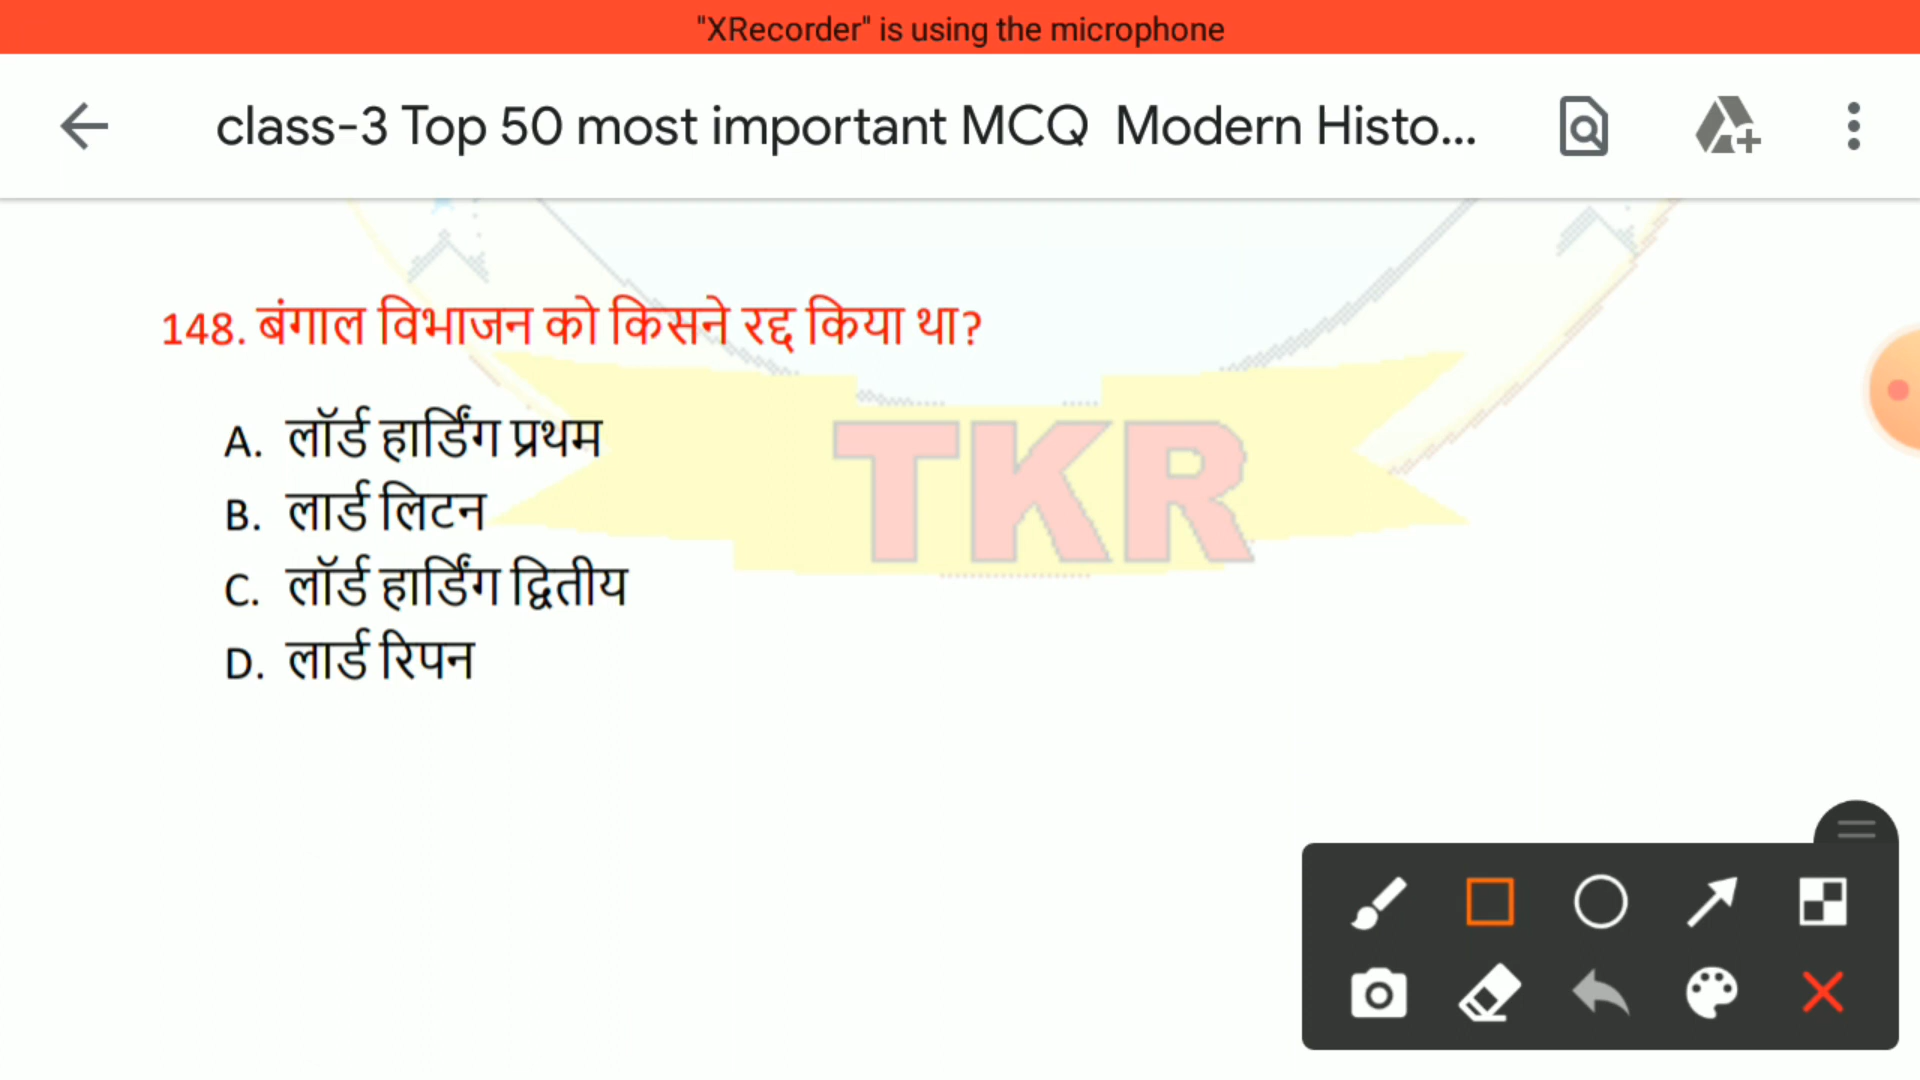 "XRecorder" is using the microphone
class-3 Top 50 most important MCQ Modern Histo...
148. बंगाल विभाजन को किसने रद्द किया था?
A. लॉर्ड हार्डिंग प्रथम
B. लार्ड लिटन
C. लॉर्ड हार्डिंग द्वितीय
D. लार्ड रिपन
TKR